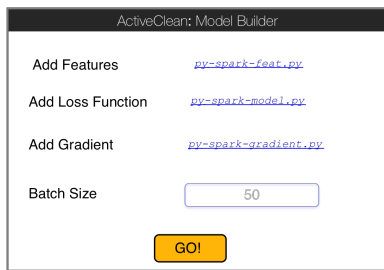 ActiveClean: Model Builder
Add Features py-spark-feat.py
Add Loss Function py-spark-model.py
Add Gradient py-spark-gradient.py
Batch Size 50
GO!